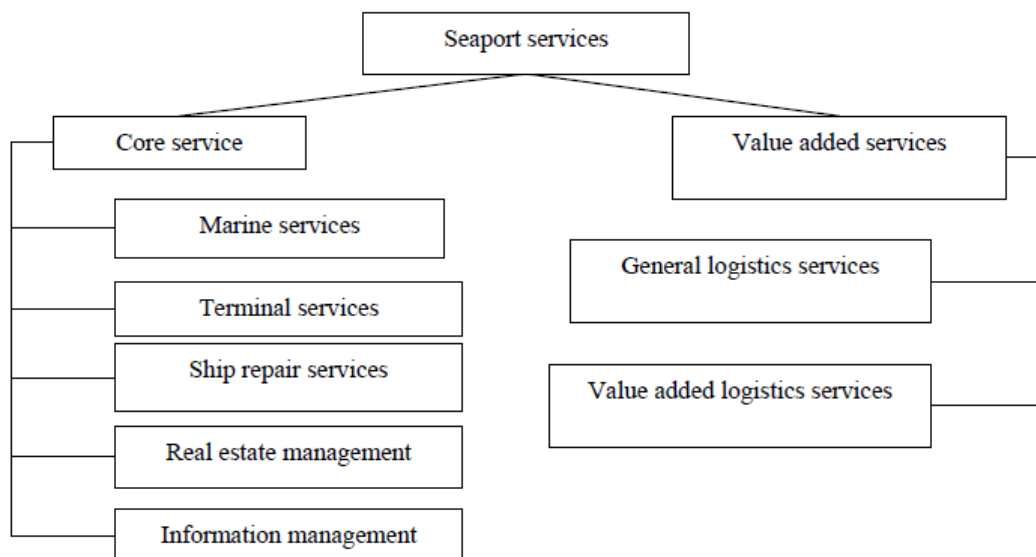 Seaport services
Core service
Value added services
Marine services
General logistics services
Terminal services
Ship repair services
Value added logistics services
Real estate management
Information management